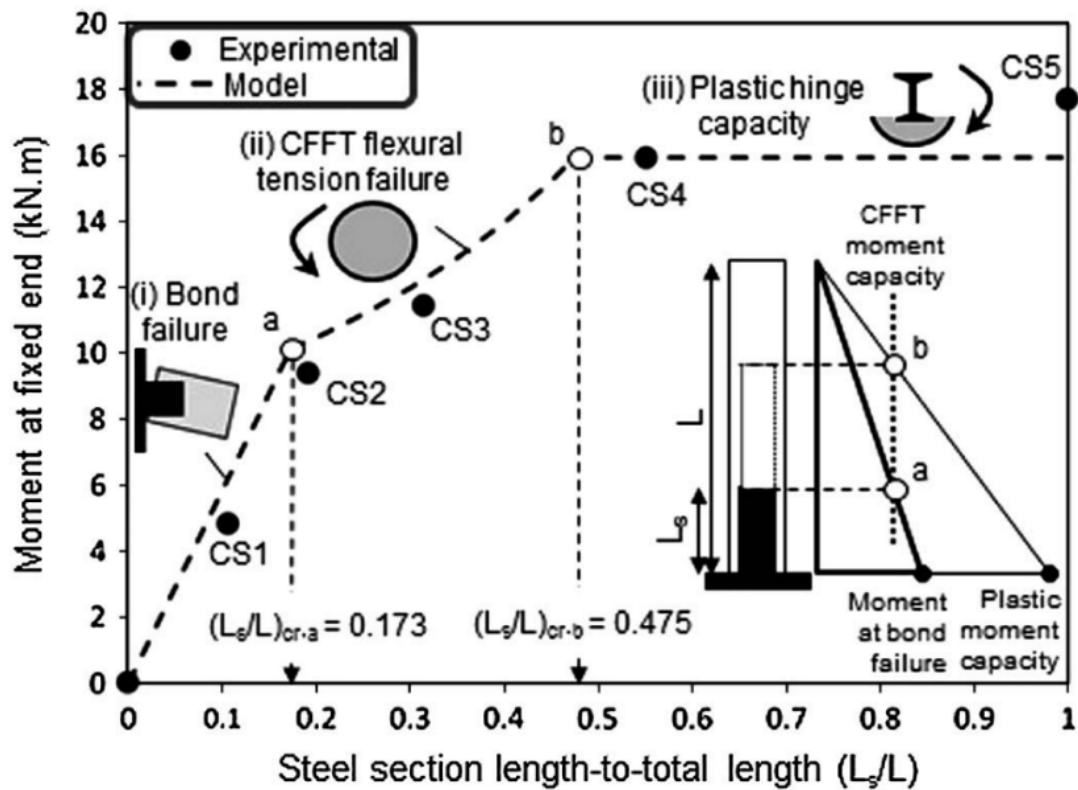 20
18
16
14
12
10
8
6
4
2
0
Moment at fixed end (kN.m)
Experimental
Model
(i) Bond
failure
(ii) CFFT flexural
tension failure
(iii) Plastic hinge
capacity
a
b
CS1
CS2
CS3
CS4
CS5
(Ls/L)cr-a = 0.173
(Ls/L)cr-b = 0.475
CFFT
moment
capacity
b
a
L
Ls
Moment
at bond
failure
Plastic
moment
capacity
0 0.1 0.2 0.3 0.4 0.5 0.6 0.7 0.8 0.9 1
Steel section length-to-total length (Ls/L)